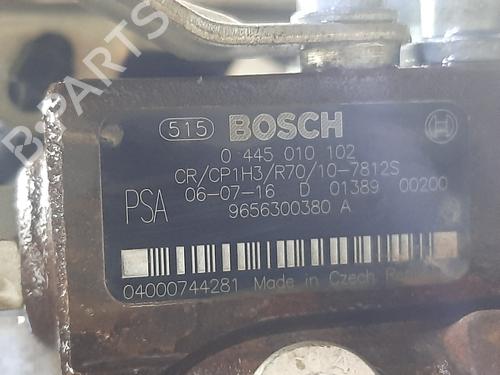 B-PARTS
515 BOSCH
0 445 010 102
CR/CP1H3/R70/10-7812S
06-07-16 D 01389 00200
PSA 9656300380 A
04000744281 Made in Czech